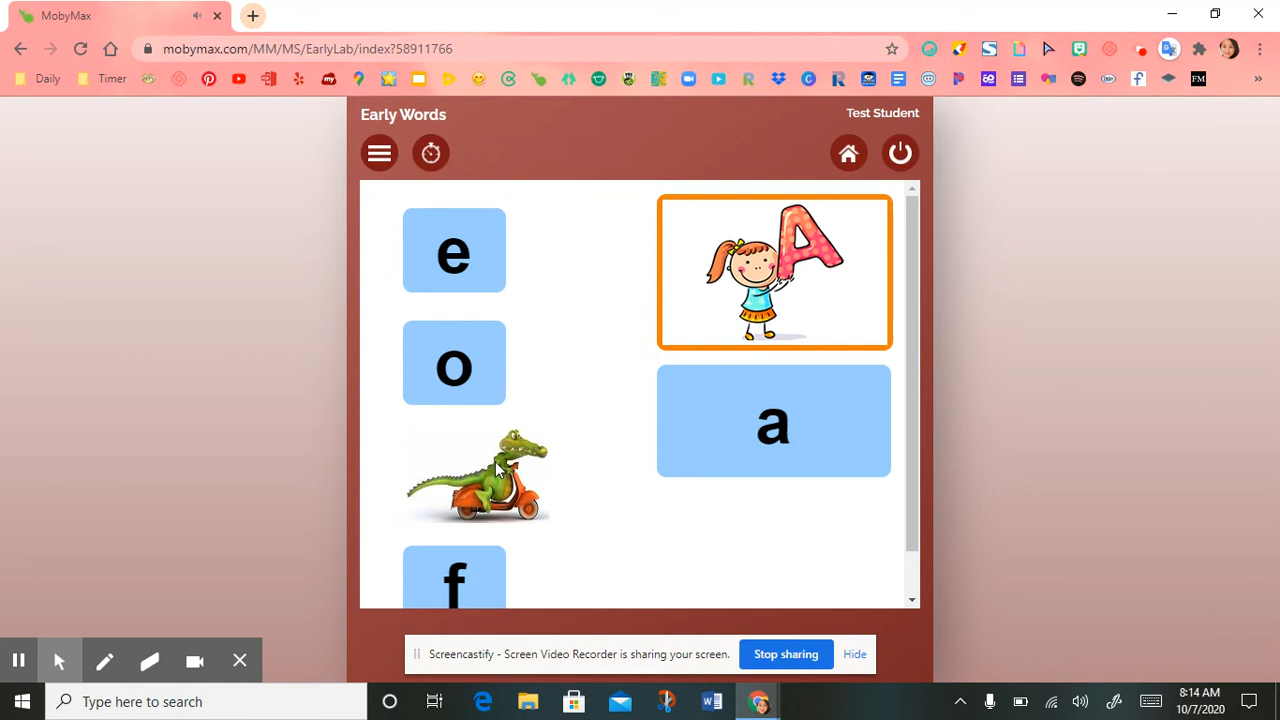 MobyMax
mobymax.com/MM/MS/EarlyLab/index?58911766
Daily
Timer
Early Words
Test Student
e
A
o
a
f
Screencastify - Screen Video Recorder is sharing your screen.
Stop sharing
Hide
Type here to search
8:14 AM
10/7/2020